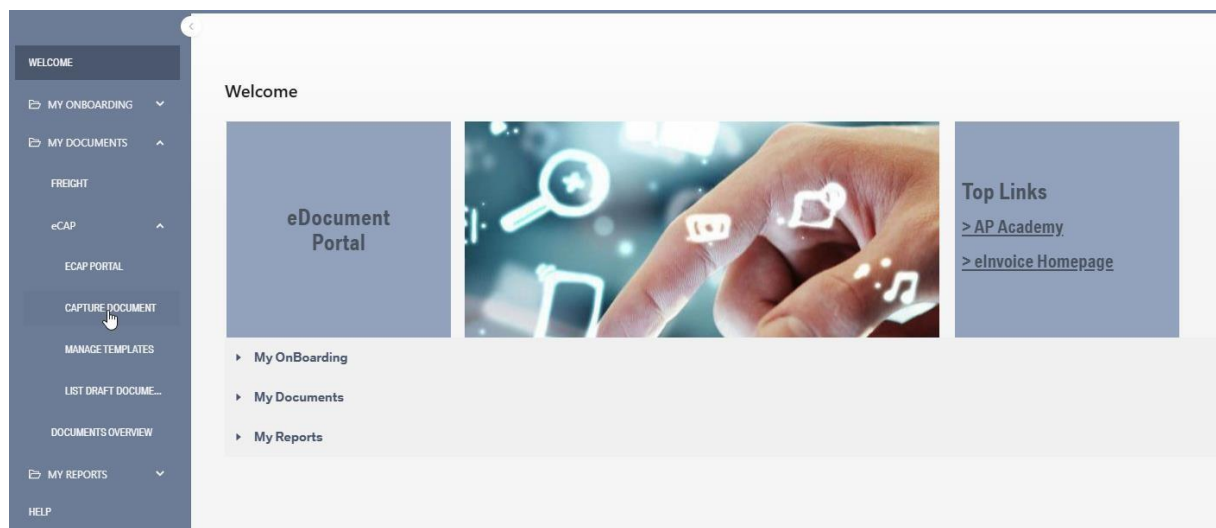 WELCOME
MY ONBOARDING
MY DOCUMENTS
FREIGHT
eCAP
ECAP PORTAL
CAPTURE DOCUMENT
MANAGE TEMPLATES
LIST DRAFT DOCUME...
DOCUMENTS OVERVIEW
MY REPORTS
HELP
Welcome
eDocument
Portal
Top Links
> AP Academy
> eInvoice Homepage
My OnBoarding
My Documents
My Reports